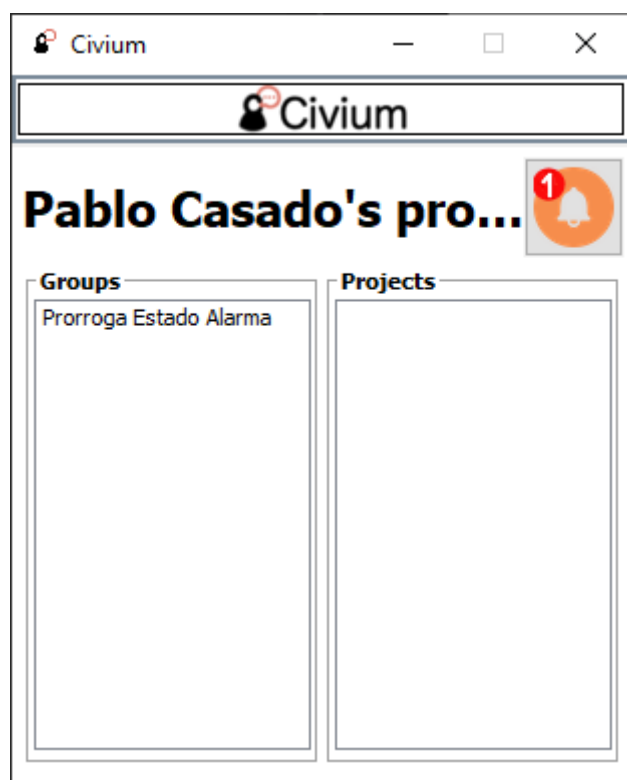 Civium
Civium
Pablo Casado's pro...
1
Groups
Projects
Prorroga Estado Alarma